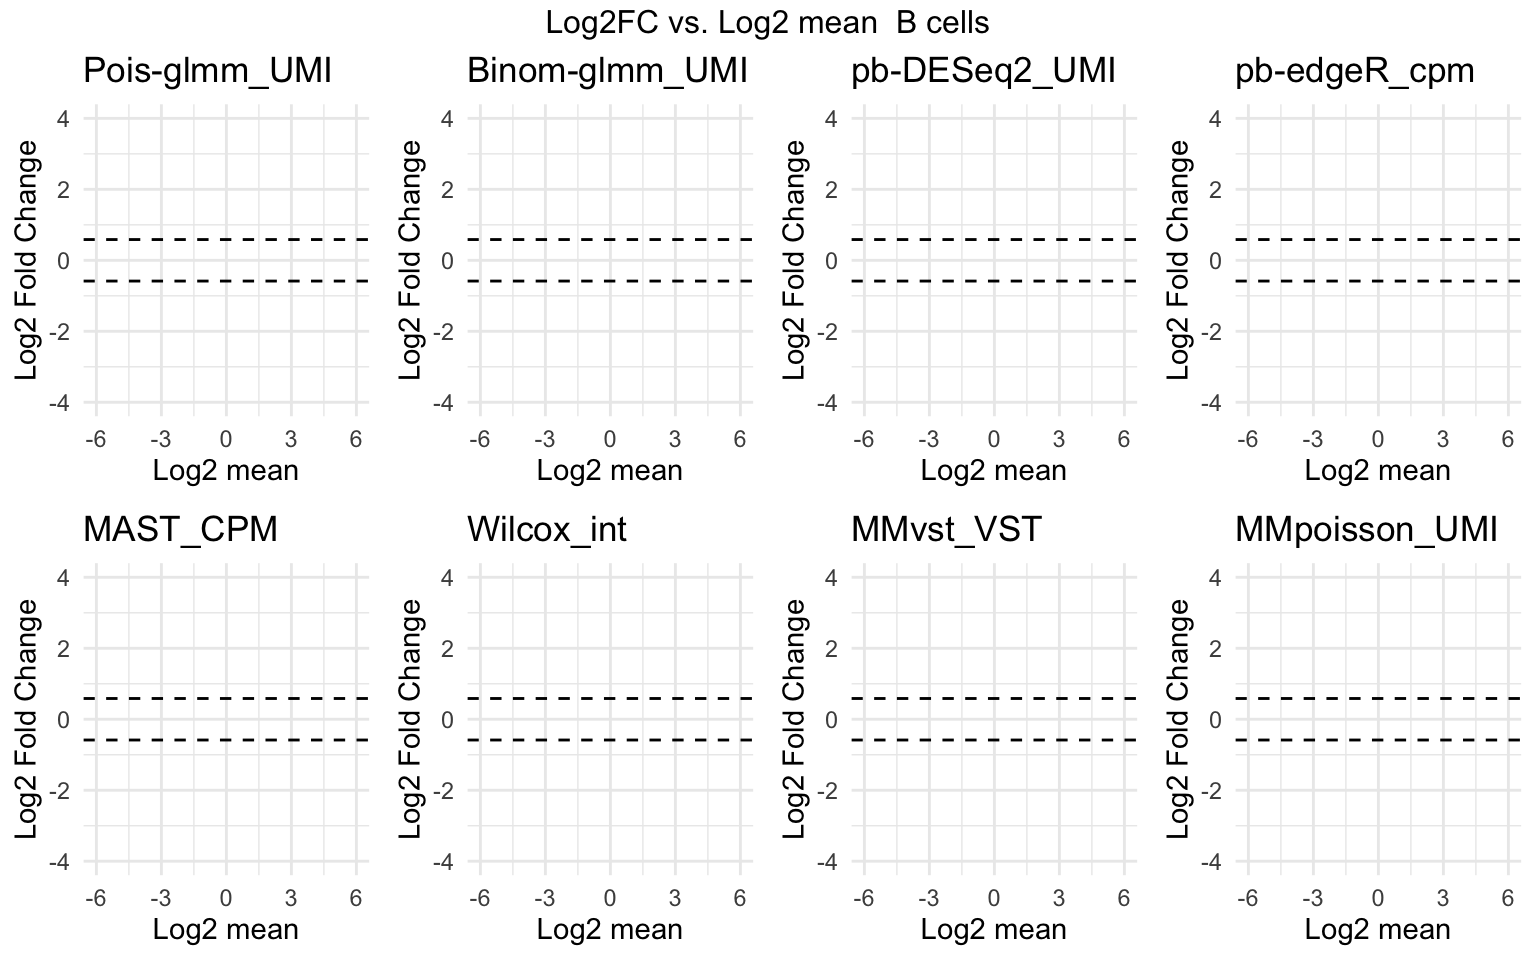 Log2FC vs. Log2 mean  B cells
Pois-glmm_UMI
Log2 Fold Change
4
2
0
-2
-4
-6 -3 0 3 6
Log2 mean
Binom-glmm_UMI
Log2 Fold Change
4
2
0
-2
-4
-6 -3 0 3 6
Log2 mean
pb-DESeq2_UMI
Log2 Fold Change
4
2
0
-2
-4
-6 -3 0 3 6
Log2 mean
pb-edgeR_cpm
Log2 Fold Change
4
2
0
-2
-4
-6 -3 0 3 6
Log2 mean
MAST_CPM
Log2 Fold Change
4
2
0
-2
-4
-6 -3 0 3 6
Log2 mean
Wilcox_int
Log2 Fold Change
4
2
0
-2
-4
-6 -3 0 3 6
Log2 mean
MMvst_VST
Log2 Fold Change
4
2
0
-2
-4
-6 -3 0 3 6
Log2 mean
MMpoisson_UMI
Log2 Fold Change
4
2
0
-2
-4
-6 -3 0 3 6
Log2 mean